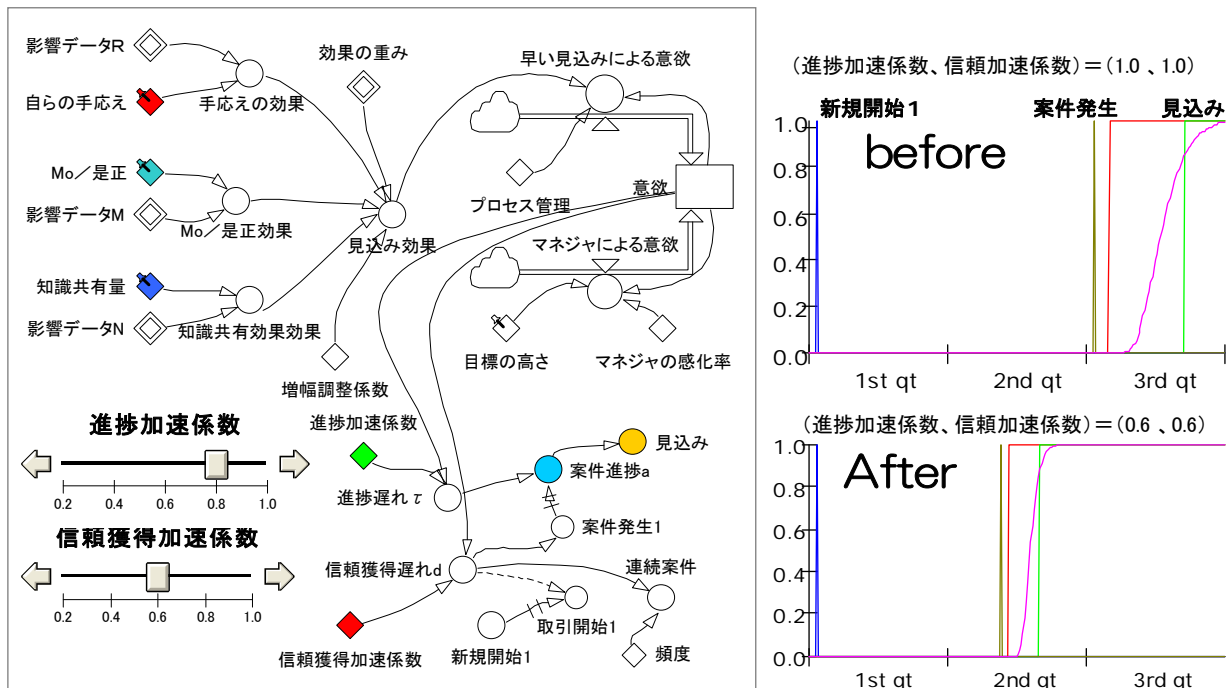 影響データR
自らの手応え
手応えの効果
効果の重み
早い見込みによる意欲
Mo／是正
影響データM
Mo／是正効果
見込み効果
プロセス管理
意欲
マネジャによる意欲
知識共有量
影響データN
知識共有効果効果
増幅調整係数
目標の高さ
マネジャの感化率
進捗加速係数
0.2 0.4 0.6 0.8 1.0
信頼獲得加速係数
0.2 0.4 0.6 0.8 1.0
進捗加速係数
進捗遅れτ
案件進捗a
見込み
案件発生1
信頼獲得遅れd
連続案件
取引開始1
新規開始1
信頼獲得加速係数
頻度
(進捗加速係数、信頼加速係数)＝(1.0 、1.0)
新規開始1 案件発生 見込み
before
1.0
0.8
0.6
0.4
0.2
0.0
1st qt 2nd qt 3rd qt
(進捗加速係数、信頼加速係数)＝(0.6 、0.6)
After
1.0
0.8
0.6
0.4
0.2
0.0
1st qt 2nd qt 3rd qt